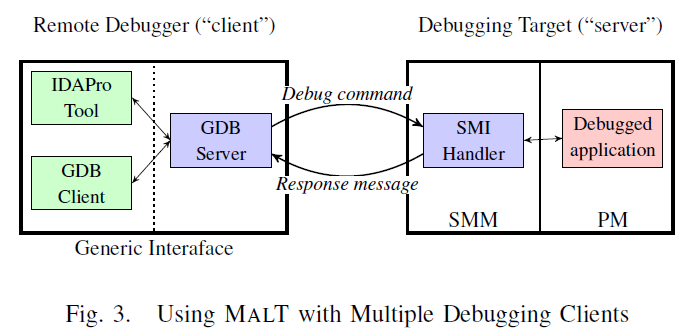 Remote Debugger (“client”)
Debugging Target (“server”)
IDAPro
Tool
GDB
Client
GDB
Server
Debug command
Response message
SMI
Handler
Debugged
application
SMM
PM
Generic Interaface
Fig. 3. Using MALT with Multiple Debugging Clients